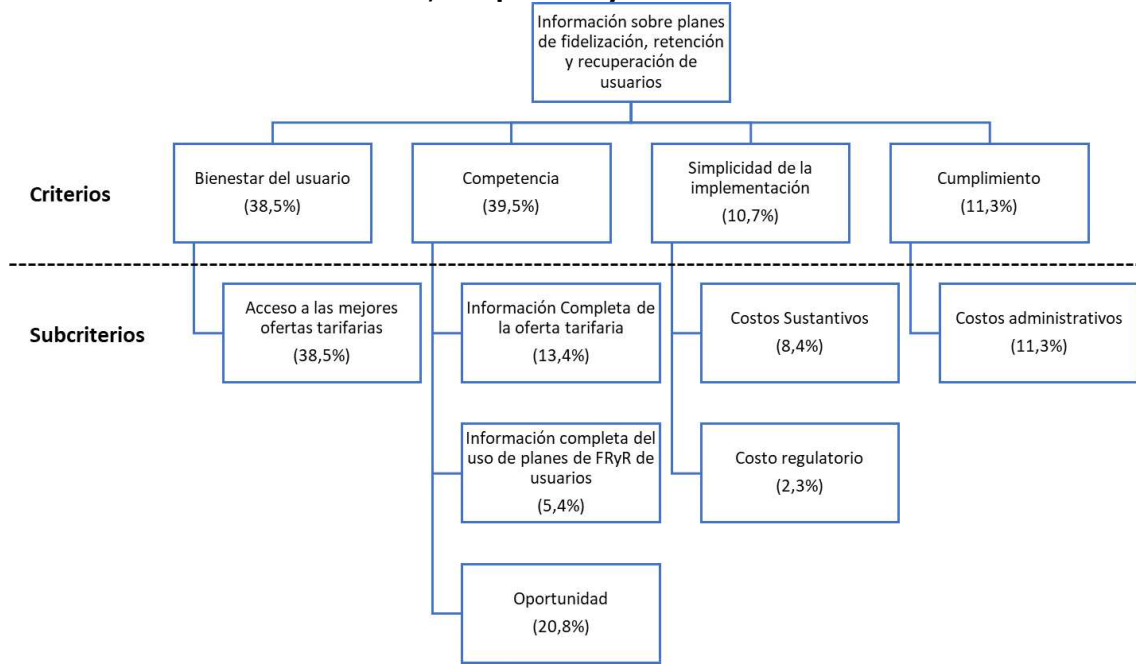 Información sobre planes
de fidelización, retención
y recuperación de
usuarios
Criterios
Bienestar del usuario
(38,5%)
Competencia
(39,5%)
Simplicidad de la
implementación
(10,7%)
Cumplimiento
(11,3%)
Subcriterios
Acceso a las mejores
ofertas tarifarias
(38,5%)
Información Completa de
la oferta tarifaria
(13,4%)
Costos Sustantivos
(8,4%)
Costos administrativos
(11,3%)
Información completa del
uso de planes de FRyR de
usuarios
(5,4%)
Costo regulatorio
(2,3%)
Oportunidad
(20,8%)